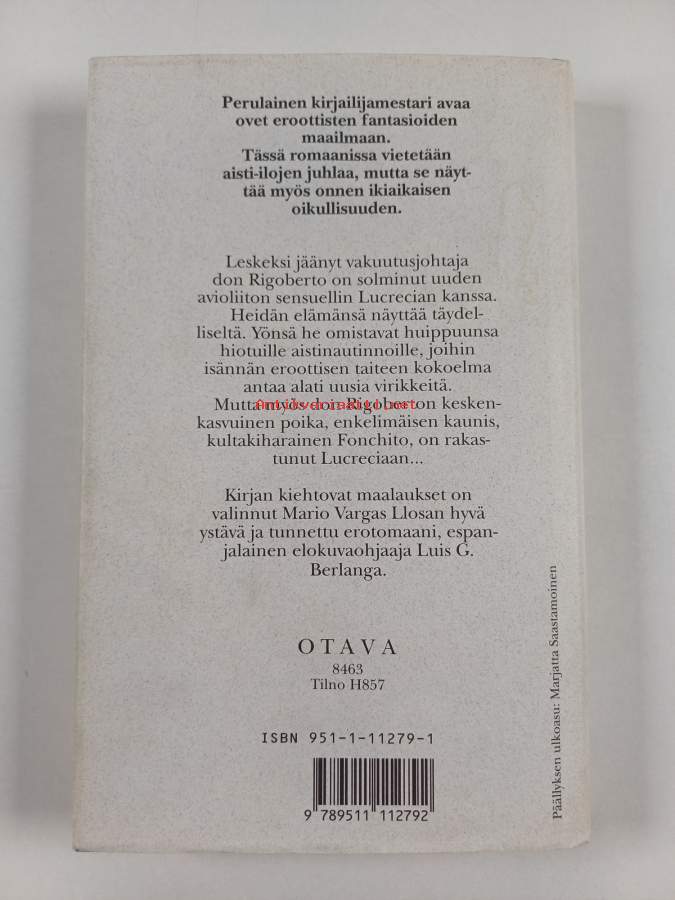 Perulainen kirjailijamestari avaa
ovet eroottisten fantasioiden
maailmaan.
Tässä romaanissa vietetään
aisti-ilojen juhlaa, mutta se näyt-
tää myös onnen ikiaikaisen
oikullisuuden.
Leskeksi jäänyt vakuutusjohtaja
don Rigoberto on solminut uuden
avioliiton sensuellin Lucrecian kanssa.
Heidän elämänsä näyttää täydel-
liseltä. Yönsä he omistavat huippuunsa
hiotuille aistinautinnoille, joihin
isännän eroottisen taiteen kokoelma
antaa alati uusia virikkeitä.
Mutta myös don Rigoberton kesken-
kasvuinen poika, enkelimäisen kaunis,
kultakiharainen Fonchito, on rakas-
tunut Lucreciaan...
Kirjan kiehtovat maalaukset on
valinnut Mario Vargas Llosan hyvä
ystävä ja tunnettu erotomaani, espan-
jalainen elokuvaohjaaja Luis G.
Berlanga.
OTAVA
8463
Tilno H857
ISBN 951-1-11279-1
9 789511 112792
Päällyksen ulkoasu: Marjatta Saastamoinen
Antikvariaatti.net